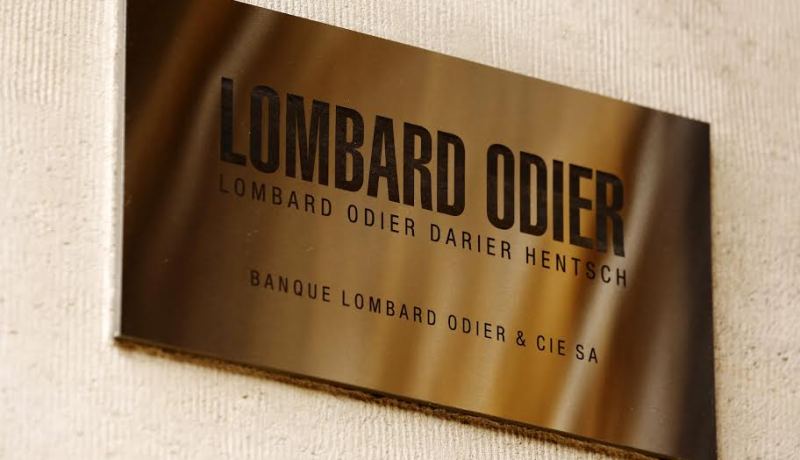 LOMBARD ODIER
LOMBARD ODIER DARIER HENTSCH
BANQUE LOMBARD ODIER & CIE SA